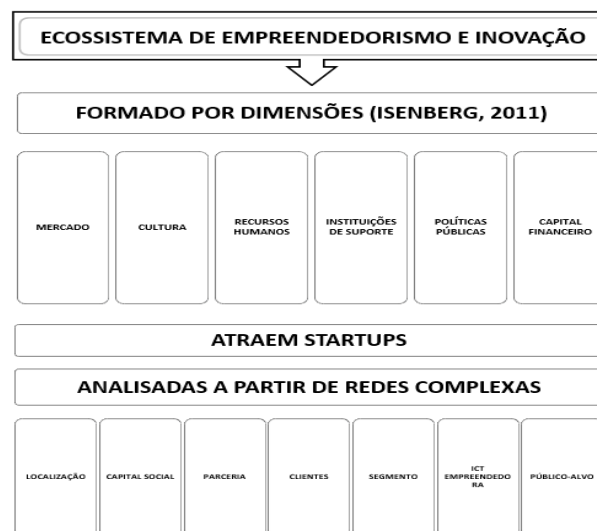 ECOSSISTEMA DE EMPREENDEDORISMO E INOVAÇÃO
FORMADO POR DIMENSÕES (ISENBERG, 2011)
MERCADO
CULTURA
RECURSOS
HUMANOS
INSTITUIÇÕES
DE SUPORTE
POLÍTICAS
PÚBLICAS
CAPITAL
FINANCEIRO
ATRAEM STARTUPS
ANALISADAS A PARTIR DE REDES COMPLEXAS
LOCALIZAÇÃO
CAPITAL SOCIAL
PARCERIA
CLIENTES
SEGMENTO
ICT
EMPREENDEDO
RA
PÚBLICO-ALVO